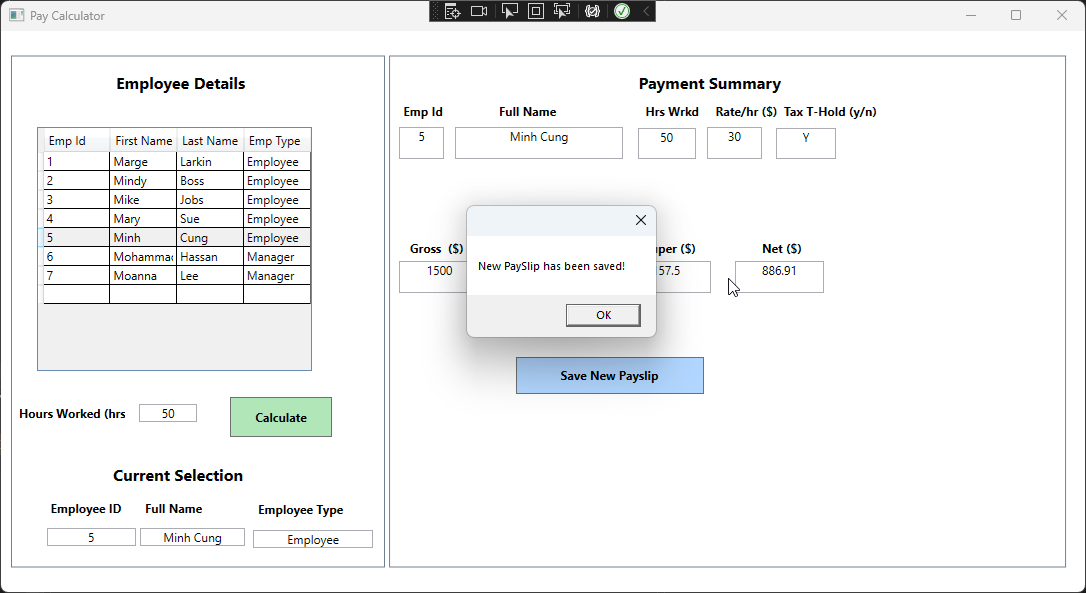 Pay Calculator
Employee Details
Emp Id First Name Last Name Emp Type
1 Marge Larkin Employee
2 Mindy Boss Employee
3 Mike Jobs Employee
4 Mary Sue Employee
5 Minh Cung Employee
6 Mohammad Hassan Manager
7 Moanna Lee Manager
Hours Worked (hrs 50 Calculate
Current Selection
Employee ID Full Name Employee Type
5 Minh Cung Employee
Payment Summary
Emp Id Full Name Hrs Wrkd Rate/hr ($) Tax T-Hold (y/n)
5 Minh Cung 50 30 Y
Gross ($) uper ($) Net ($)
1500 57.5 886.91
New PaySlip has been saved!
OK
Save New Payslip